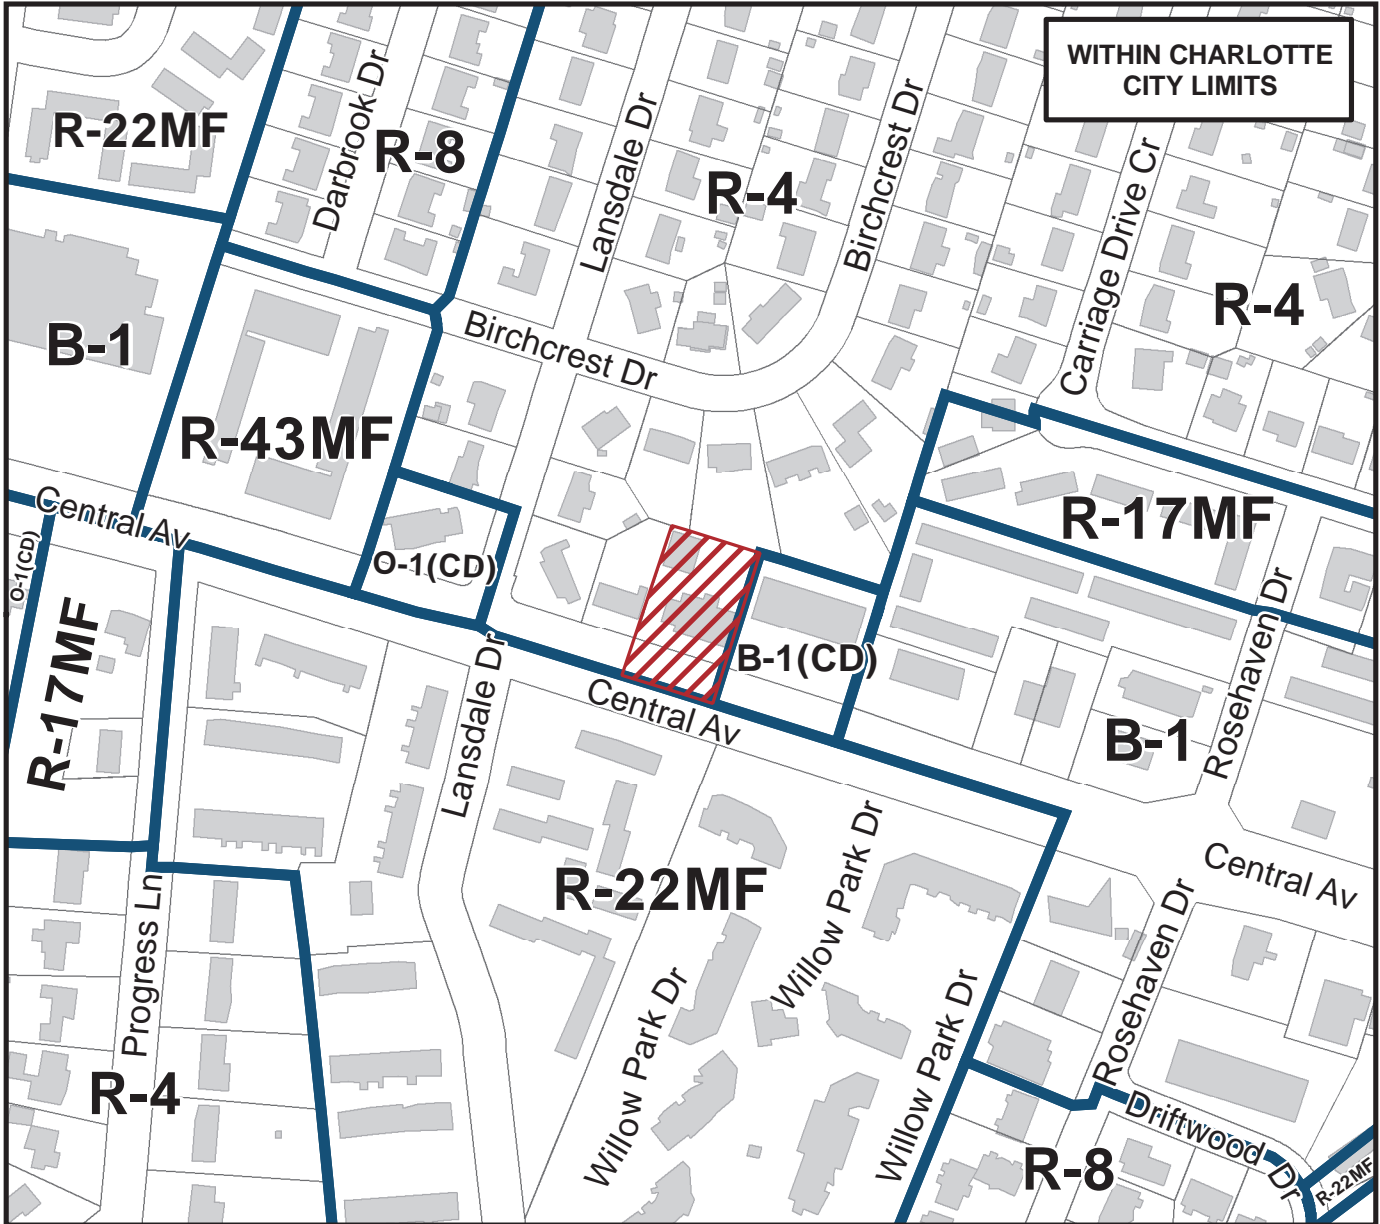 WITHIN CHARLOTTE
CITY LIMITS
R-22MF
Darbrook Dr
R-8
Lansdale Dr
R-4
Birchcrest Dr
Carriage Drive Cr
R-4
B-1
Birchcrest Dr
R-43MF
Central Av
O-1(CD)
O-1(CD)
R-17MF
R-17MF
Rosehaven Dr
B-1(CD)
Central Av
Lansdale Dr
B-1
R-22MF
Willow Park Dr
Central Av
Progress Ln
Rosehaven Dr
Willow Park Dr
Willow Park Dr
R-4
Driftwood Dr
R-8
R-22MF